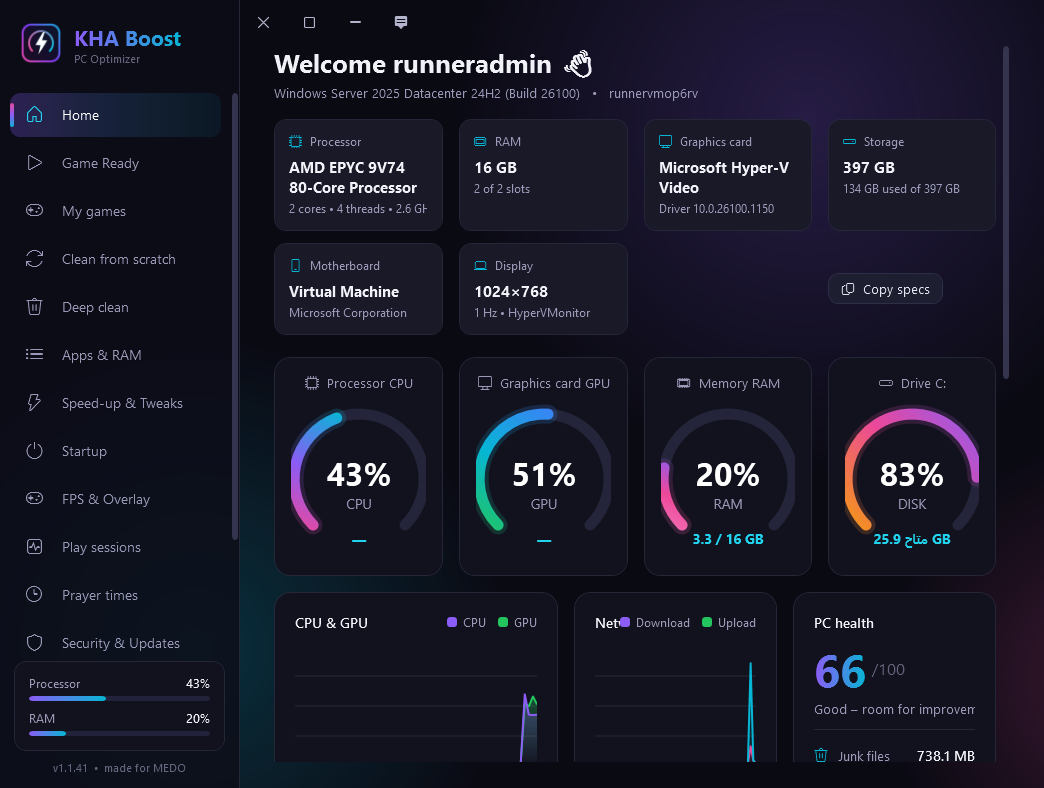 KHA Boost
PC Optimizer
Home
Game Ready
My games
Clean from scratch
Deep clean
Apps & RAM
Speed-up & Tweaks
Startup
FPS & Overlay
Play sessions
Prayer times
Security & Updates
Processor 43%
RAM 20%
v1.1.41 • made for MEDO
Welcome runneradmin
Windows Server 2025 Datacenter 24H2 (Build 26100) • runnervmop6rv
Processor
AMD EPYC 9V74
80-Core Processor
2 cores • 4 threads • 2.6 GH
RAM
16 GB
2 of 2 slots
Graphics card
Microsoft Hyper-V
Video
Driver 10.0.26100.1150
Storage
397 GB
134 GB used of 397 GB
Motherboard
Virtual Machine
Microsoft Corporation
Display
1024×768
1 Hz • HyperVMonitor
Copy specs
Processor CPU
43%
CPU
—
Graphics card GPU
51%
GPU
—
Memory RAM
20%
RAM
3.3 / 16 GB
Drive C:
83%
DISK
25.9 متاح GB
CPU & GPU
CPU GPU
Net
Download Upload
PC health
66 /100
Good – room for improvem
Junk files 738.1 MB